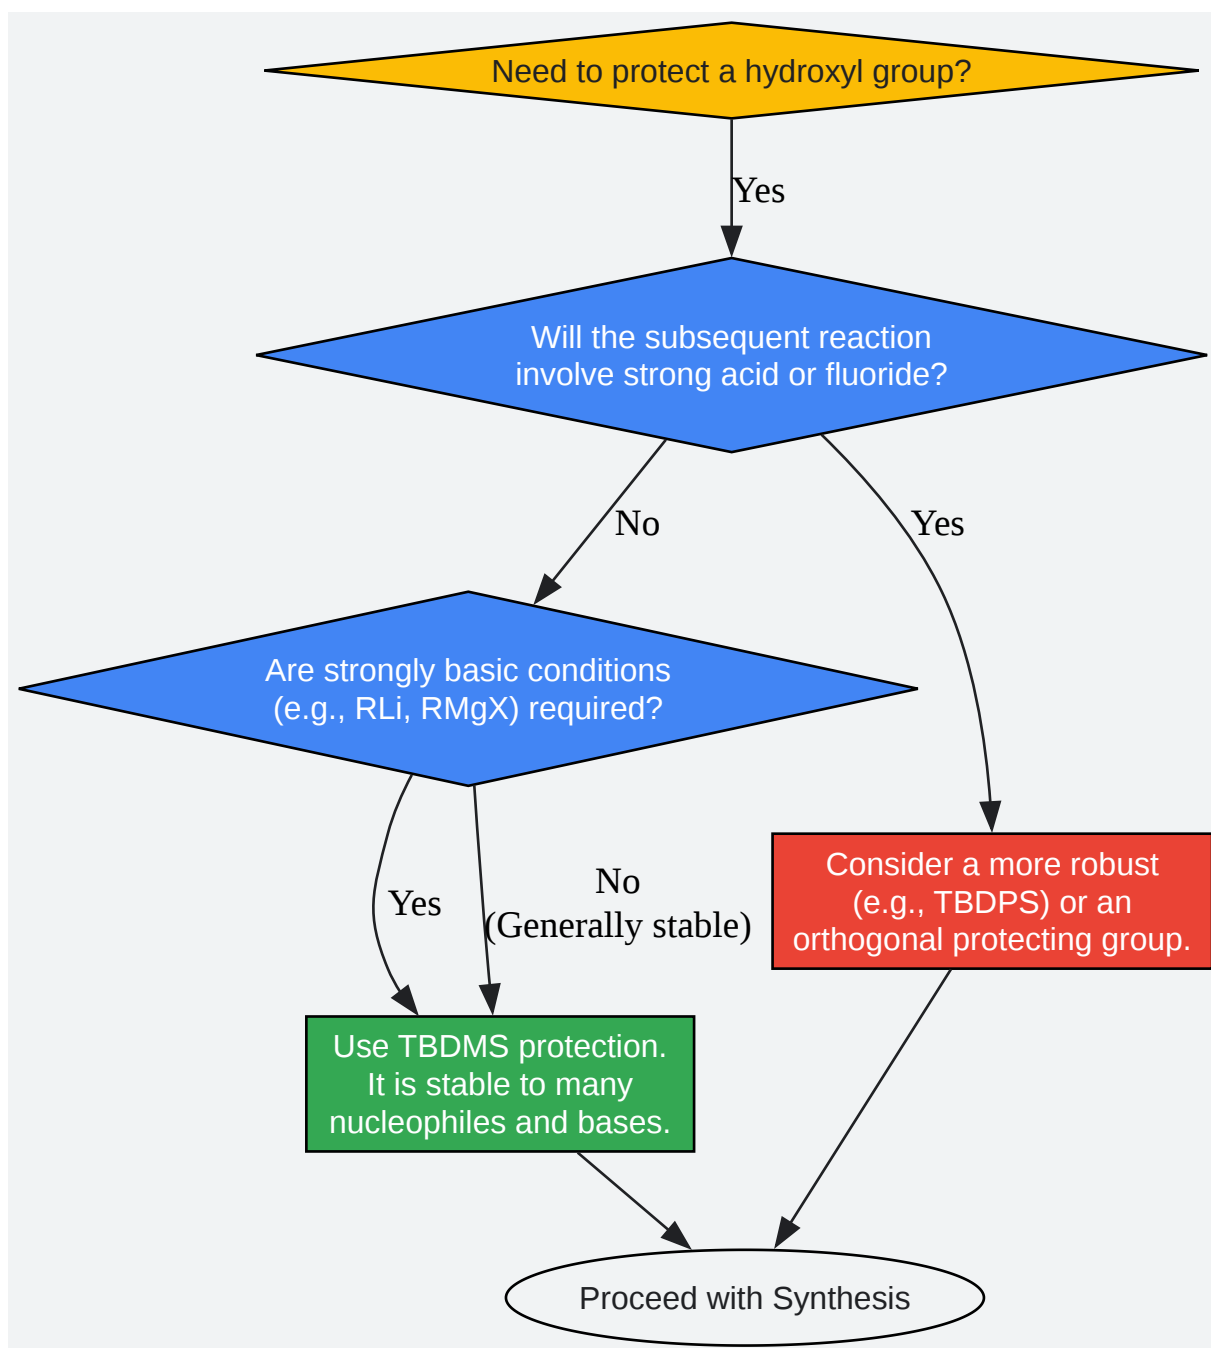 Need to protect a hydroxyl group?
Yes
Will the subsequent reaction
involve strong acid or fluoride?
No
Yes
Are strongly basic conditions
(e.g., RLi, RMgX) required?
Yes
No
(Generally stable)
Consider a more robust
(e.g., TBDPS) or an
orthogonal protecting group.
Use TBDMS protection.
It is stable to many
nucleophiles and bases.
Proceed with Synthesis